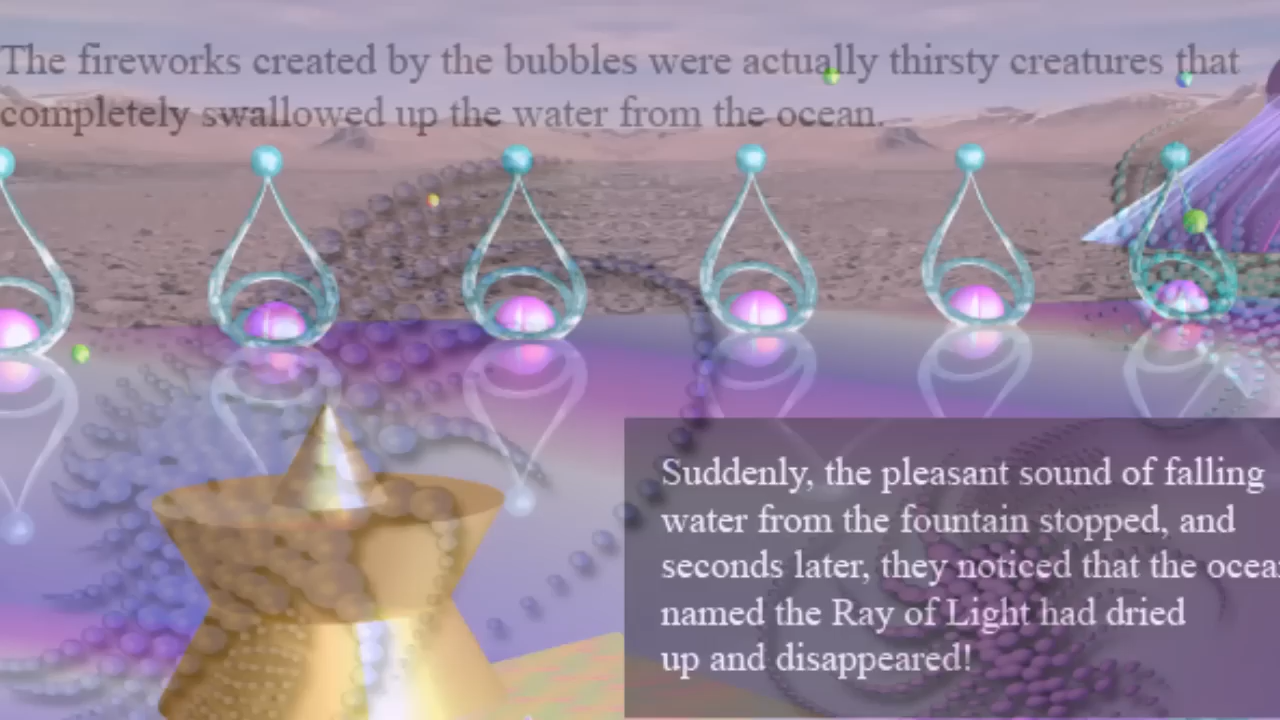 The fireworks created by the bubbles were actually thirsty creatures that
completely swallowed up the water from the ocean.
Suddenly, the pleasant sound of falling
water from the fountain stopped, and
seconds later, they noticed that the ocea
named the Ray of Light had dried
up and disappeared!